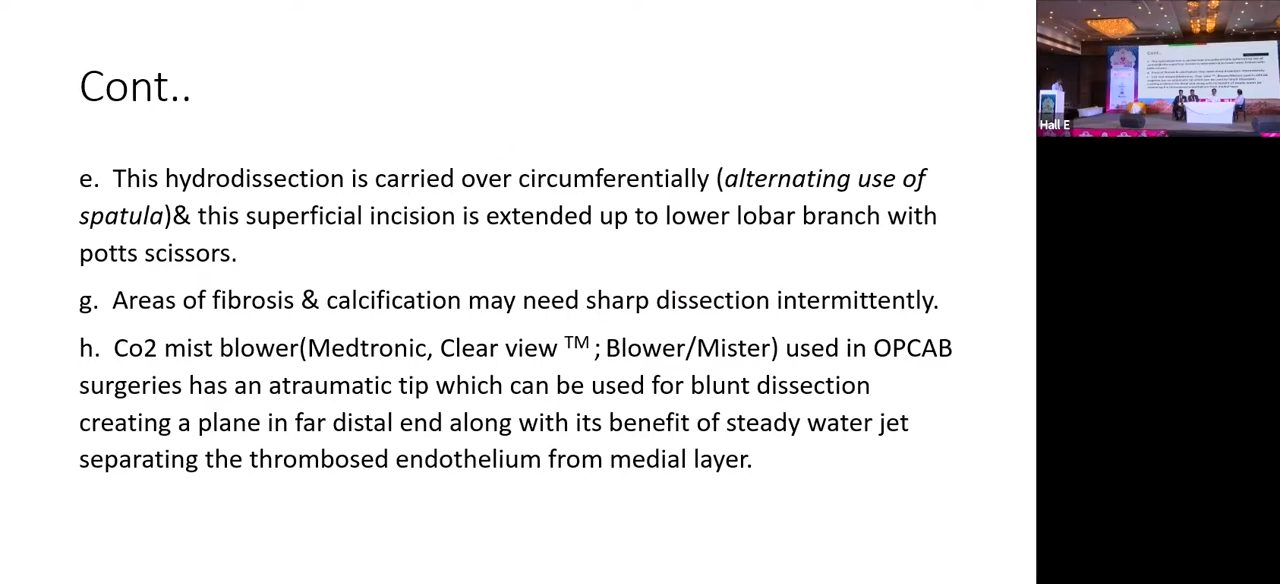 Cont..
e. This hydrodissection is carried over circumferentially (alternating use of
spatula)& this superficial incision is extended up to lower lobar branch with
potts scissors.
g. Areas of fibrosis & calcification may need sharp dissection intermittently.
h. Co2 mist blower(Medtronic, Clear view TM ; Blower/Mister) used in OPCAB
surgeries has an atraumatic tip which can be used for blunt dissection
creating a plane in far distal end along with its benefit of steady water jet
separating the thrombosed endothelium from medial layer.
Hall E